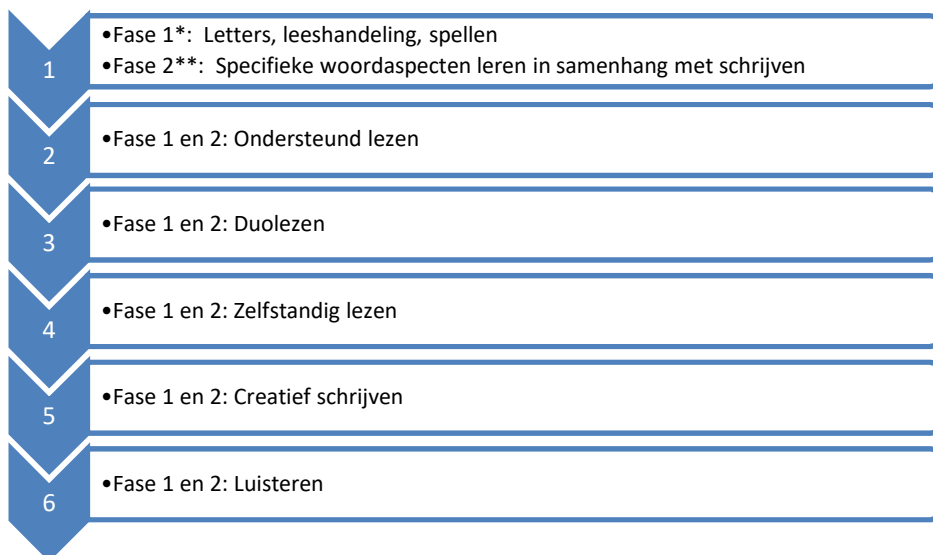 1
•Fase 1*:  Letters, leeshandeling, spellen
•Fase 2**:  Specifieke woordaspecten leren in samenhang met schrijven
2
•Fase 1 en 2: Ondersteund lezen
3
•Fase 1 en 2: Duolezen
4
•Fase 1 en 2: Zelfstandig lezen
5
•Fase 1 en 2: Creatief schrijven
6
•Fase 1 en 2: Luisteren